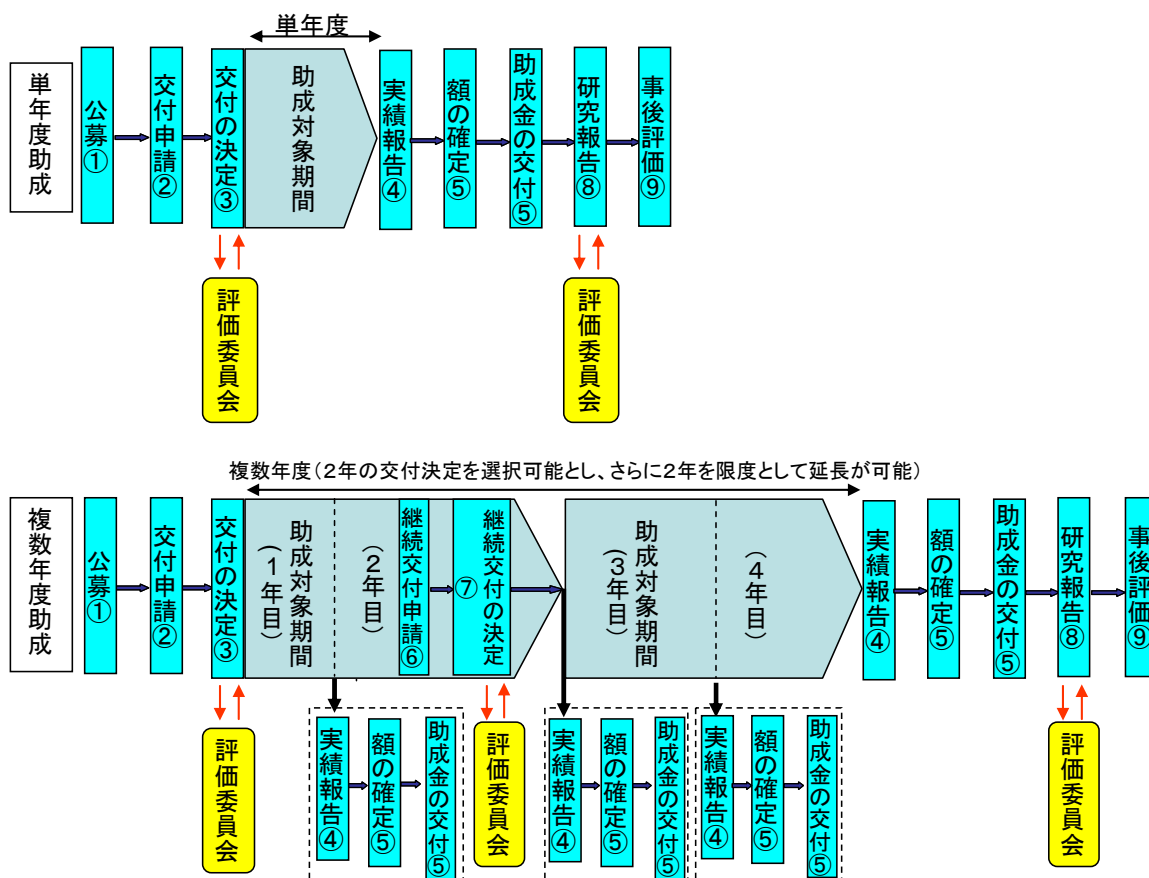 単年度
単年度助成
公募①
交付申請②
交付の決定③
助成対象期間
実績報告④
額の確定⑤
助成金の交付⑤
研究報告⑧
事後評価⑨
評価委員会
評価委員会
複数年度(２年の交付決定を選択可能とし、さらに２年を限度として延長が可能)
複数年度助成
公募①
交付申請②
交付の決定③
助成対象期間
(１年目)
(２年目)
継続交付申請⑥
継続交付の決定
⑦
助成対象期間
(３年目)
(４年目)
実績報告④
額の確定⑤
助成金の交付⑤
研究報告⑧
事後評価⑨
評価委員会
実績報告④
額の確定⑤
助成金の交付⑤
評価委員会
実績報告④
額の確定⑤
助成金の交付⑤
実績報告④
額の確定⑤
助成金の交付⑤
評価委員会